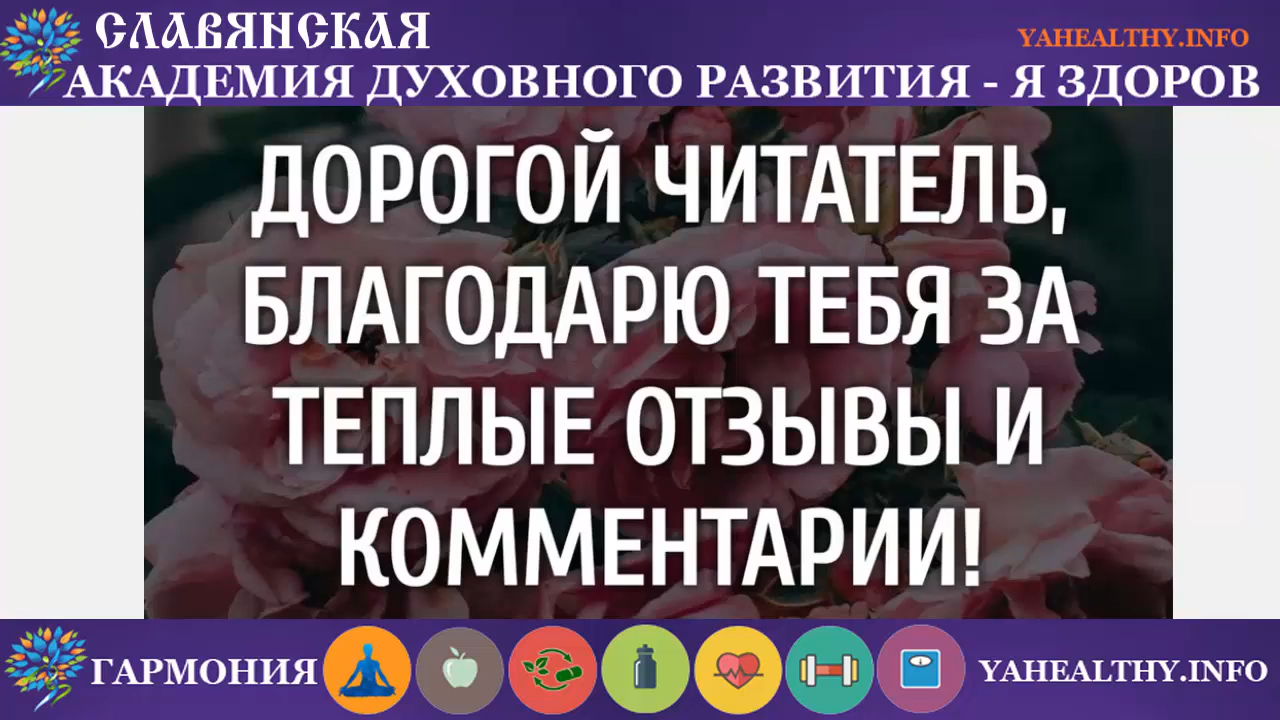 СЛАВЯНСКАЯ
YAHEALTHY.INFO
АКАДЕМИЯ ДУХОВНОГО РАЗВИТИЯ - Я ЗДОРОВ
ДОРОГОЙ ЧИТАТЕЛЬ,
БЛАГОДАРЮ ТЕБЯ ЗА
ТЕПЛЫЕ ОТЗЫВЫ И
КОММЕНТАРИИ!
ГАРМОНИЯ
YAHEALTHY.INFO